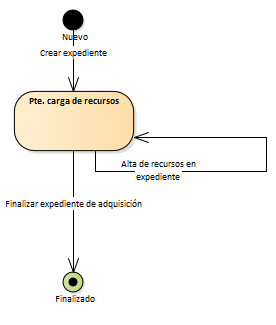 Nuevo
Crear expediente
Pte. carga de recursos
Alta de recursos en
expediente
Finalizar expediente de adquisición
Finalizado